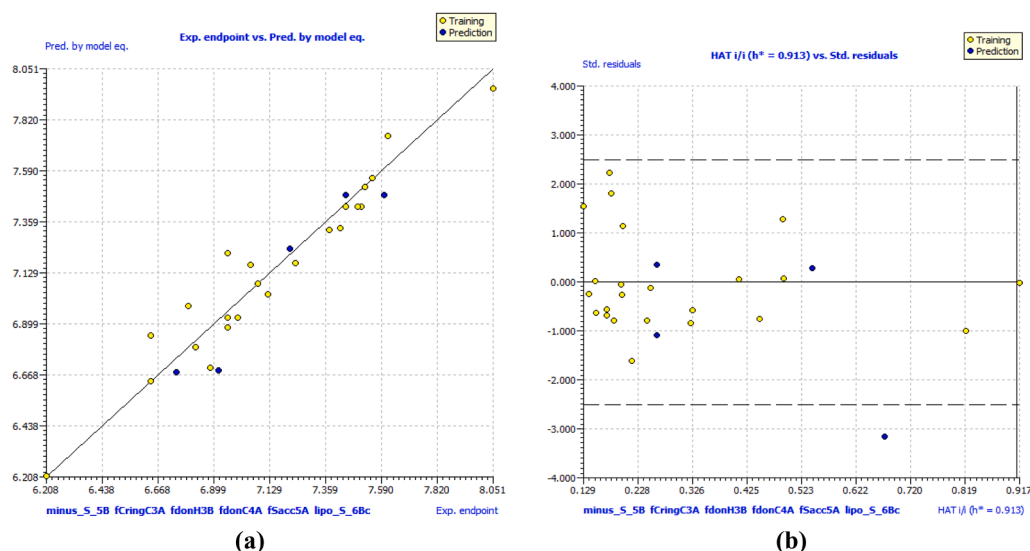 Exp. endpoint vs. Pred. by model eq.
Pred. by model eq.
Training
Prediction
8.051
7.820
7.590
7.359
7.129
6.899
6.668
6.438
6.208
6.208 6.438 6.668 6.899 7.129 7.359 7.590 7.820 8.051
minus_S_5B fCringC3A fdonH3B fdonC4A fSacc5A lipo_S_6Bc Exp. endpoint
(a)
HAT i/i (h* = 0.913) vs. Std. residuals
Std. residuals
Training
Prediction
4.000
3.000
2.000
1.000
0.000
-1.000
-2.000
-3.000
-4.000
0.129 0.228 0.326 0.425 0.523 0.622 0.720 0.819 0.917
minus_S_5B fCringC3A fdonH3B fdonC4A fSacc5A lipo_S_6Bc HAT i/i (h* = 0.913)
(b)